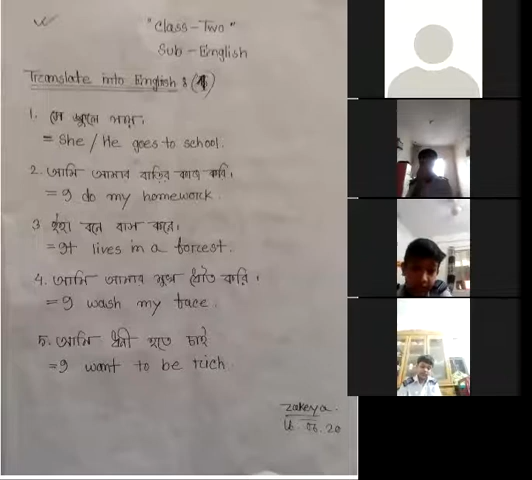 "Class-Two"
Sub-English
Translate into English :
1. সে স্কুলে যায়।
= She / He goes to school.
2. আমি আমার বাড়ির কাজ করি।
= I do my homework.
3 ইহা বনে বাস করে।
= It lives in a forest.
4. আমি আমার মুখ ধৌত করি।
= I wash my face.
৫. আমি ধনী হতে চাই
= I want to be rich.
Zakeya.